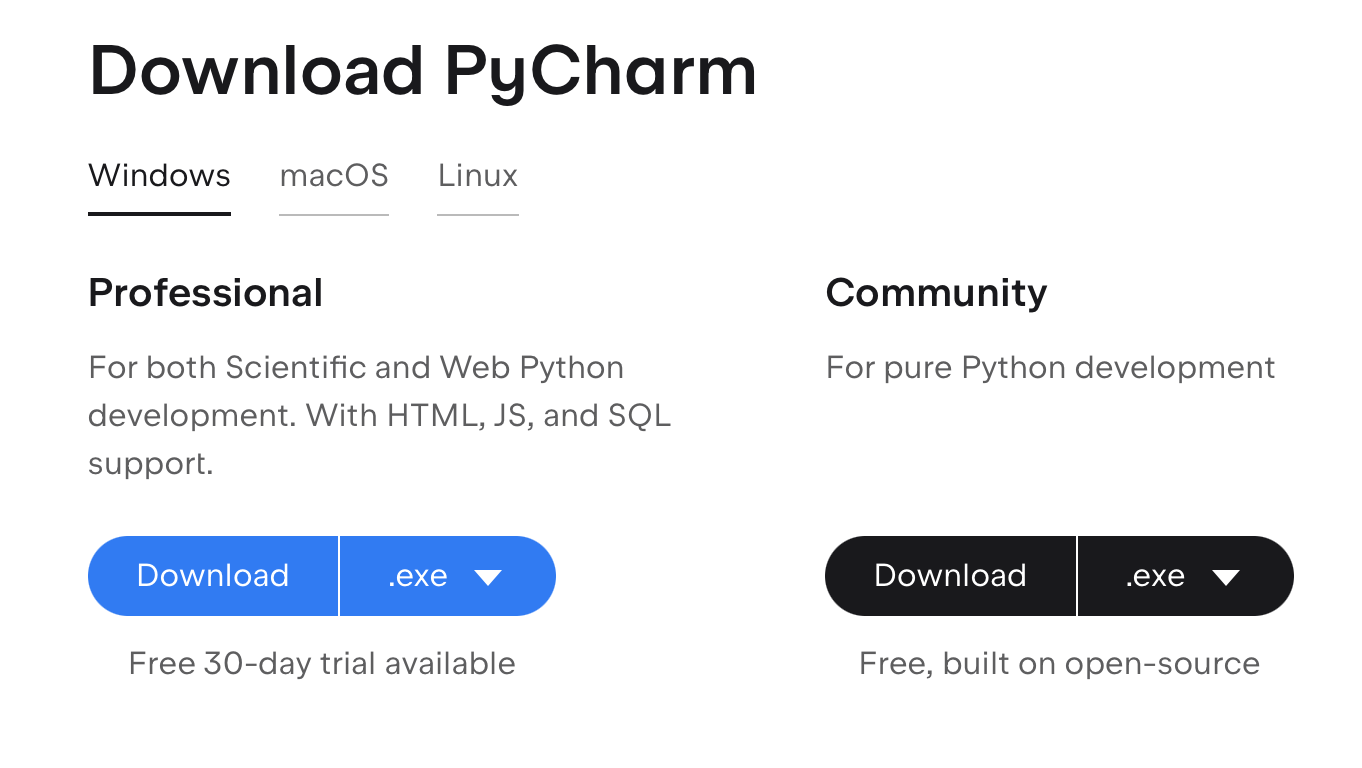 Download PyCharm
Windows macOS Linux
Professional
For both Scientific and Web Python
development. With HTML, JS, and SQL
support.
Download .exe
Free 30-day trial available
Community
For pure Python development
Download .exe
Free, built on open-source